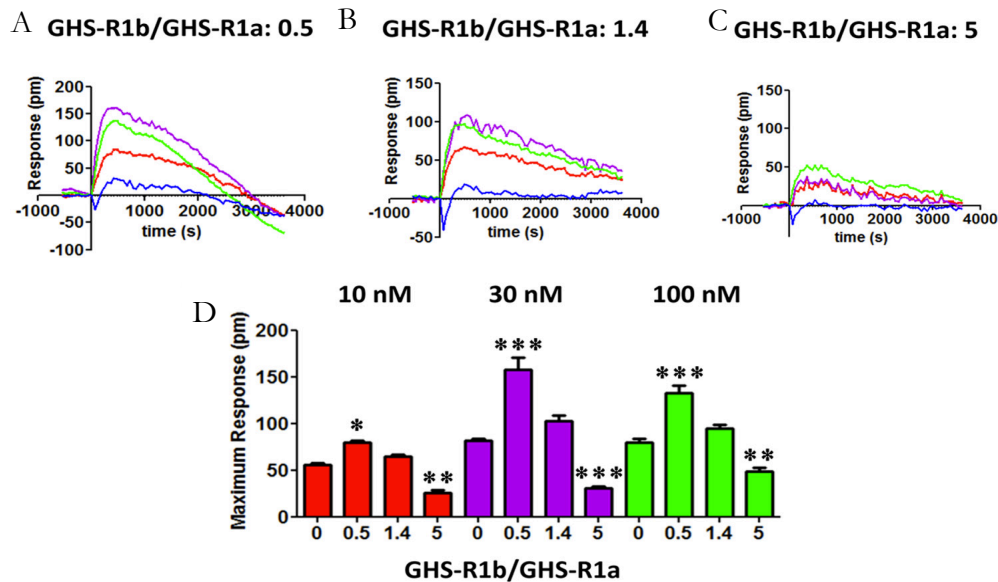 A GHS-R1b/GHS-R1a: 0.5
B GHS-R1b/GHS-R1a: 1.4
C GHS-R1b/GHS-R1a: 5
Response (pm)
200
150
100
50
0
-50
-100
-1000 1000 2000 3000 4000
time (s)
Response (pm)
150
100
50
0
-50
-1000 1000 2000 3000 4000
time (s)
Response (pm)
150
100
50
0
-50
-1000 0 1000 2000 3000 4000
time (s)
D
10 nM 30 nM 100 nM
Maximum Response (pm)
200
150
100
50
0
* ** *** *** *** **
0 0.5 1.4 5 0 0.5 1.4 5 0 0.5 1.4 5
GHS-R1b/GHS-R1a